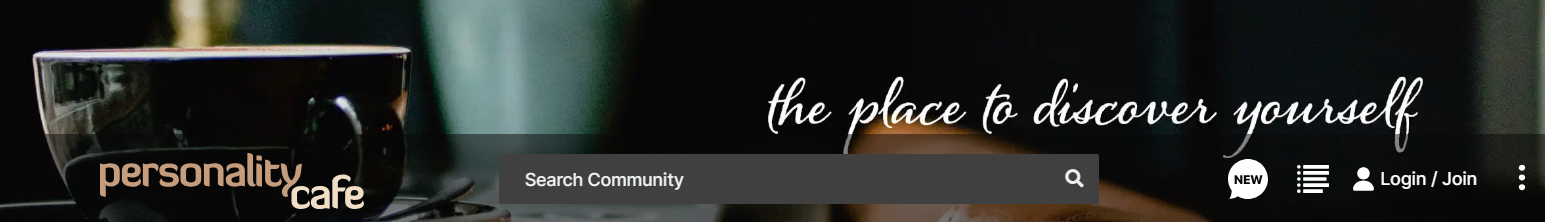 the place to discover yourself
personality
cafe
Search Community
NEW
Login / Join